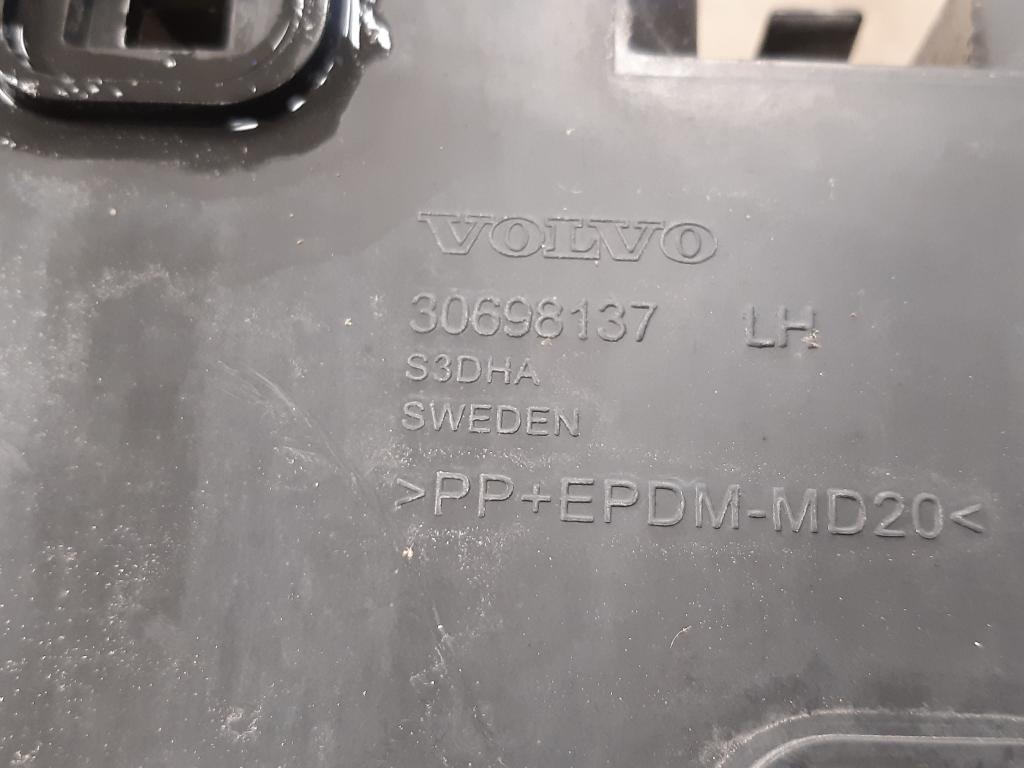 VOLVO
30698137 LH
S3DHA
SWEDEN
>PP+EPDM-MD20<